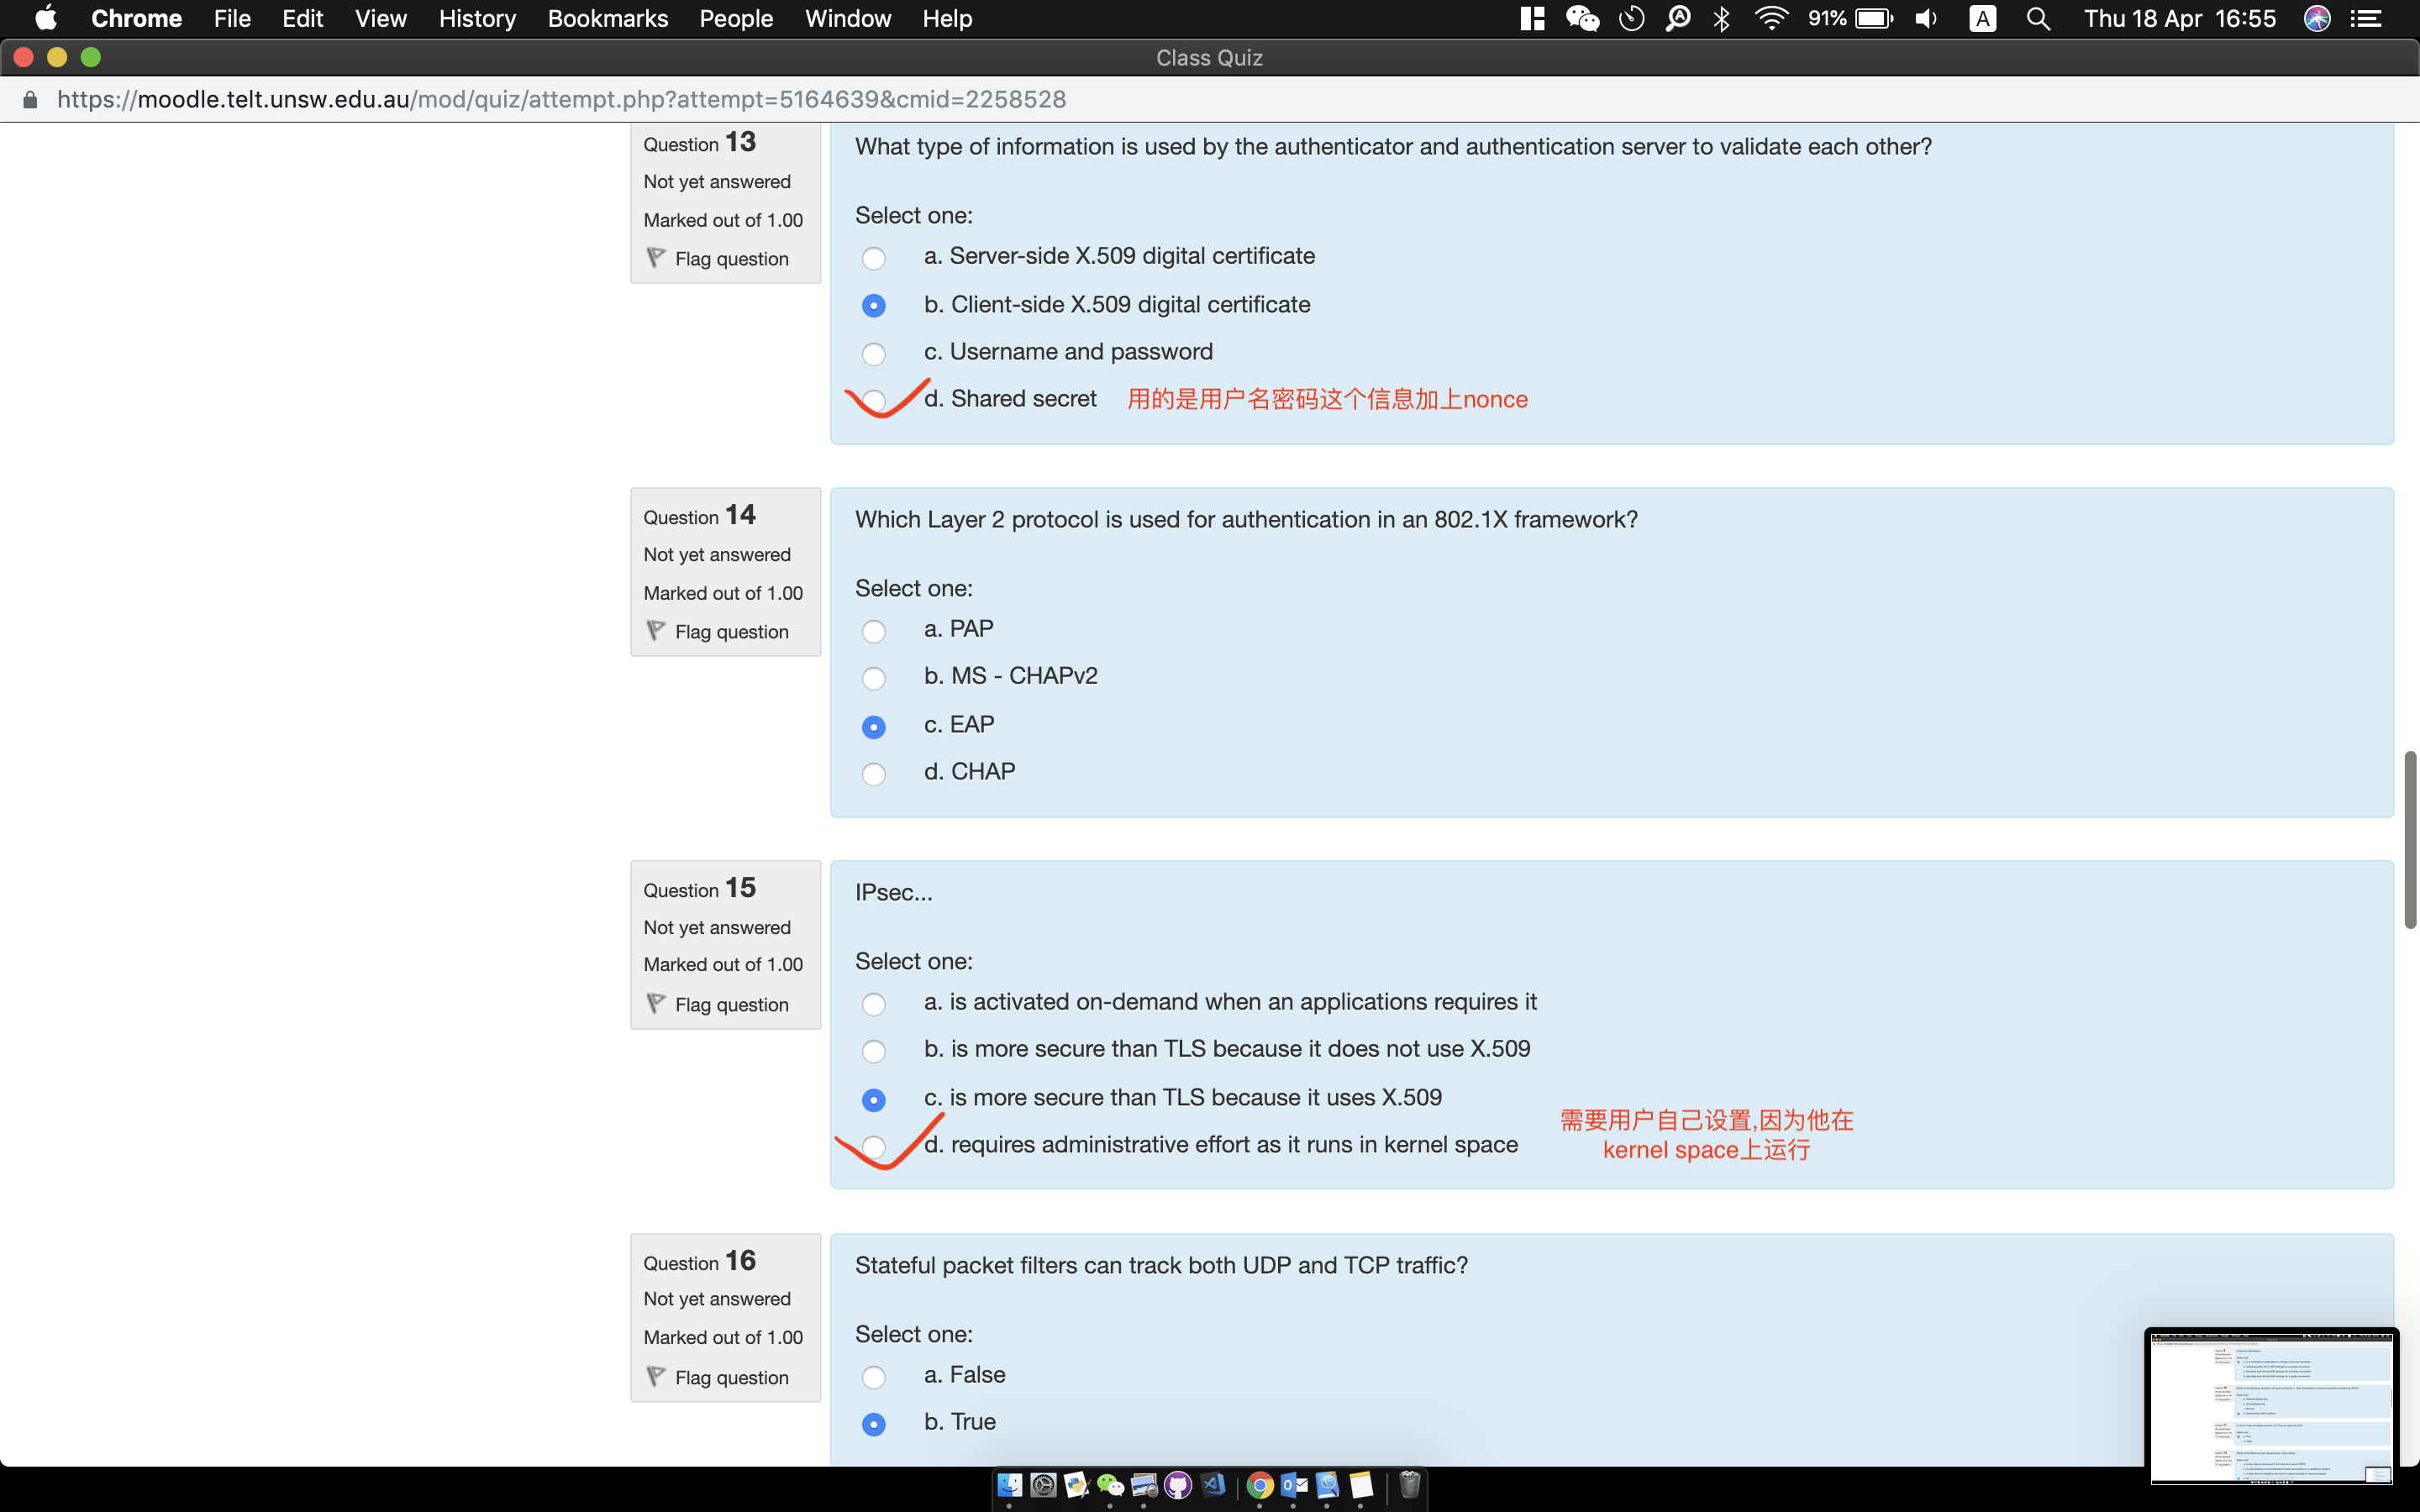 Chrome File Edit View History Bookmarks People Window Help 91% A Thu 18 Apr 16:55
Class Quiz
https://moodle.telt.unsw.edu.au/mod/quiz/attempt.php?attempt=5164639&cmid=2258528
Question 13
Not yet answered
Marked out of 1.00
Flag question
What type of information is used by the authenticator and authentication server to validate each other?
Select one:
a. Server-side X.509 digital certificate
b. Client-side X.509 digital certificate
c. Username and password
d. Shared secret 用的是用户名密码这个信息加上nonce
Question 14
Not yet answered
Marked out of 1.00
Flag question
Which Layer 2 protocol is used for authentication in an 802.1X framework?
Select one:
a. PAP
b. MS - CHAPv2
c. EAP
d. CHAP
Question 15
Not yet answered
Marked out of 1.00
Flag question
IPsec...
Select one:
a. is activated on-demand when an applications requires it
b. is more secure than TLS because it does not use X.509
c. is more secure than TLS because it uses X.509
d. requires administrative effort as it runs in kernel space
需要用户自己设置,因为他在
kernel space上运行
Question 16
Not yet answered
Marked out of 1.00
Flag question
Stateful packet filters can track both UDP and TCP traffic?
Select one:
a. False
b. True